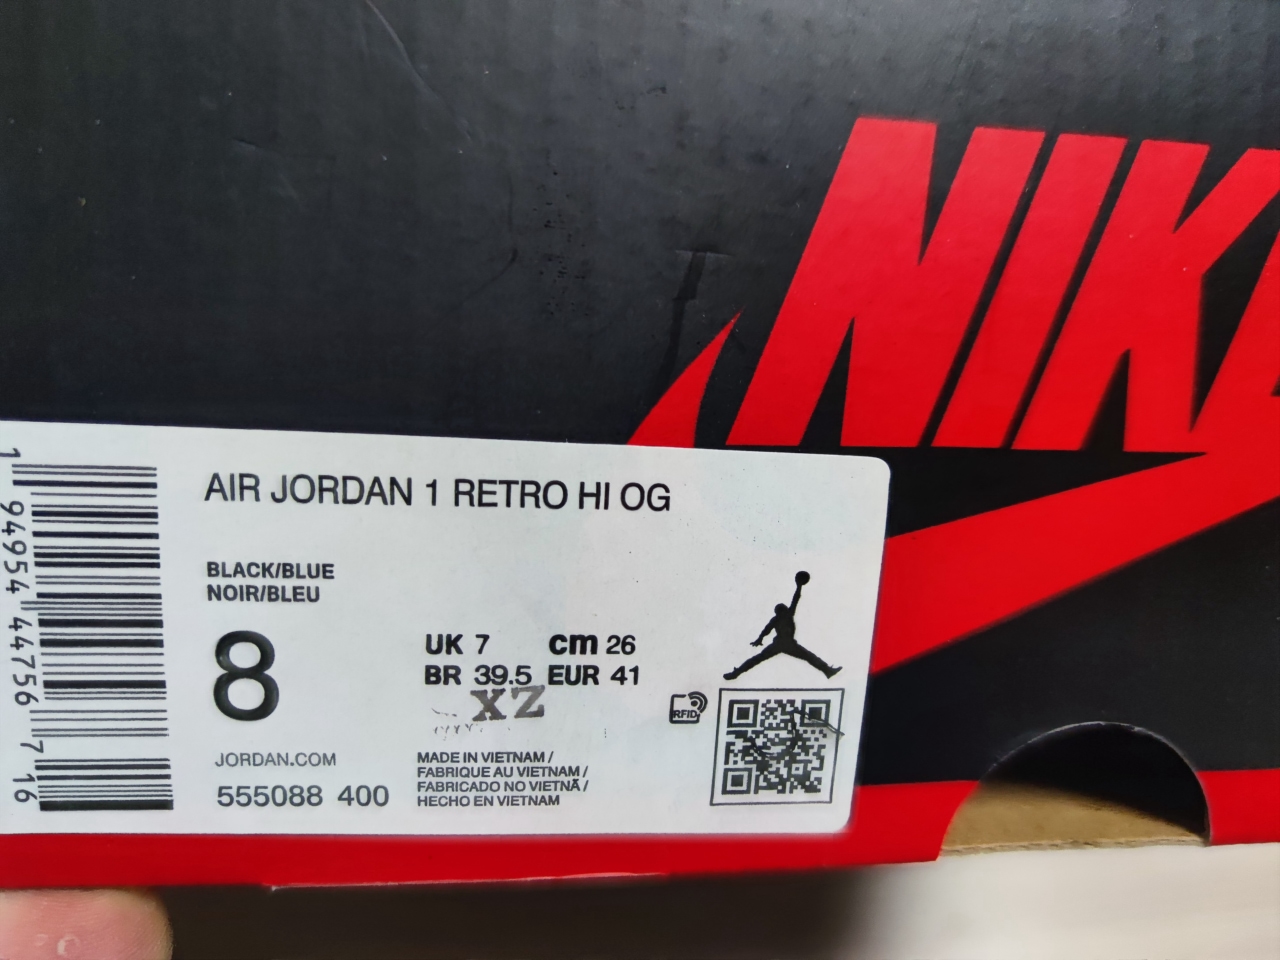 NIKE
AIR JORDAN 1 RETRO HI OG
BLACK/BLUE
NOIR/BLEU
8
UK 7 cm 26
BR 39.5 EUR 41
XZ
RFID
JORDAN.COM
555088 400
MADE IN VIETNAM /
FABRIQUE AU VIETNAM /
FABRICADO NO VIETNÃ /
HECHO EN VIETNAM
1 94954 44756 7 16